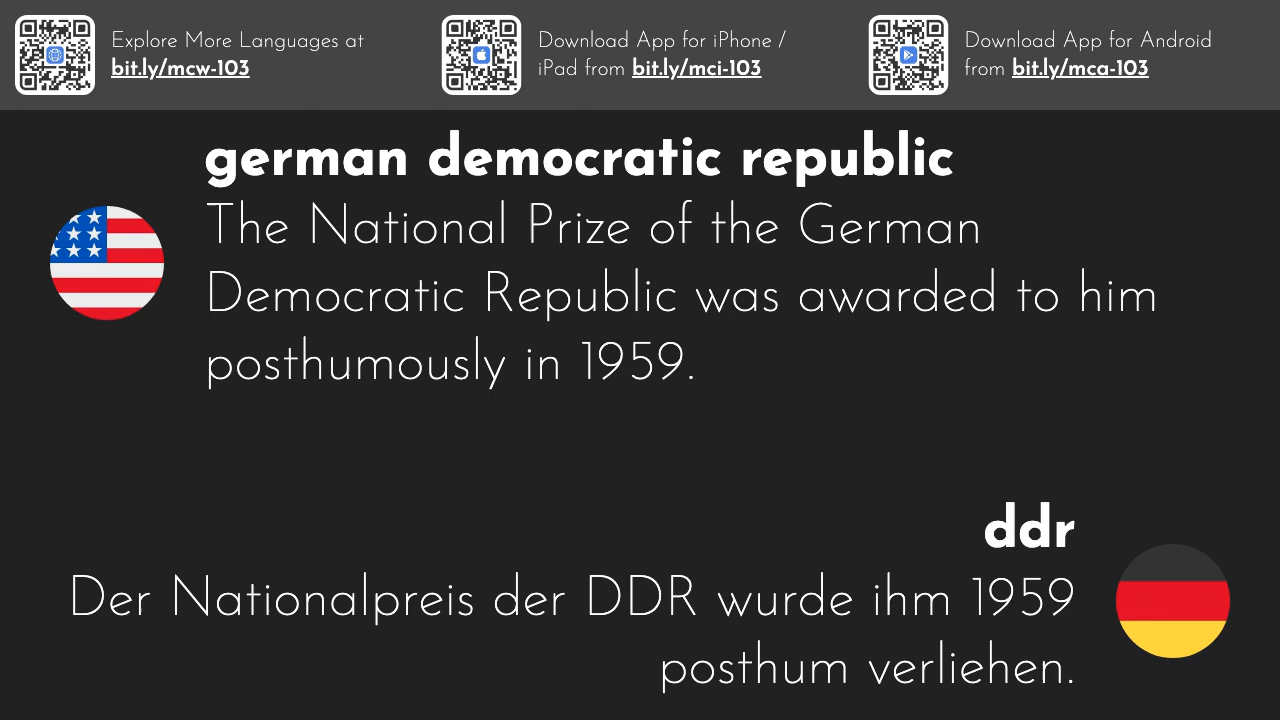 Explore More Languages at
bit.ly/mcw-103
Download App for iPhone /
iPad from bit.ly/mci-103
Download App for Android
from bit.ly/mca-103
german democratic republic
The National Prize of the German
Democratic Republic was awarded to him
posthumously in 1959.
ddr
Der Nationalpreis der DDR wurde ihm 1959
posthum verliehen.